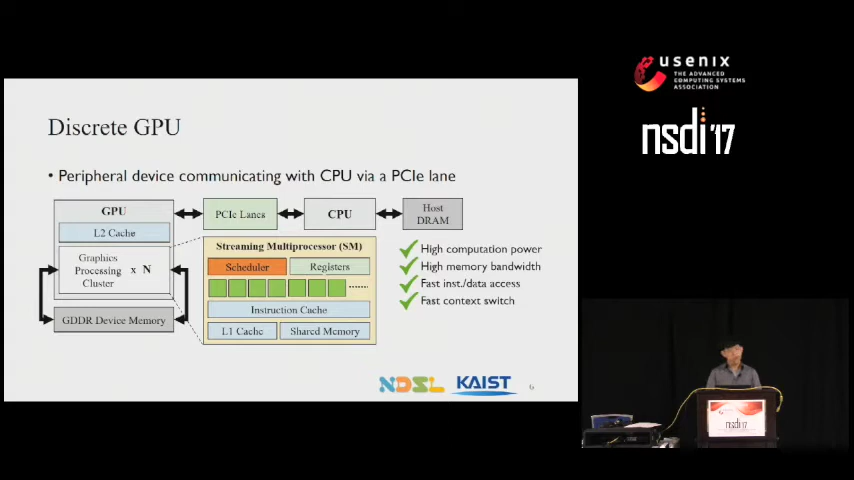 usenix
THE ADVANCED
COMPUTING SYSTEMS
ASSOCIATION
nsdi '17
Discrete GPU
• Peripheral device communicating with CPU via a PCIe lane
GPU
PCIe Lanes
CPU
Host
DRAM
L2 Cache
Graphics
Processing
Cluster
x N
GDDR Device Memory
Streaming Multiprocessor (SM)
Scheduler
Registers
Instruction Cache
L1 Cache
Shared Memory
High computation power
High memory bandwidth
Fast inst./data access
Fast context switch
NDSL
KAIST
6
nsdi'17